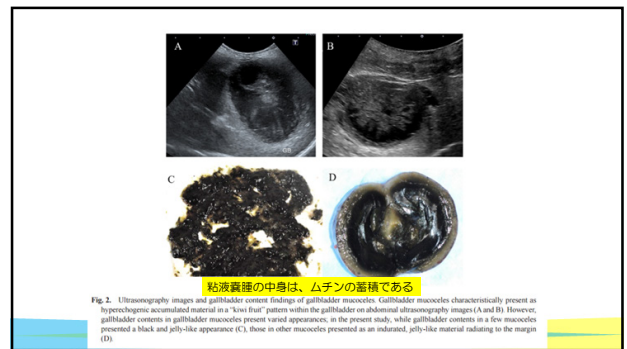 A
B
C
D
粘液嚢腫の中身は、ムチンの蓄積である
Fig. 2. Ultrasonography images and gallbladder content findings of gallbladder mucoceles. Gallbladder mucoceles characteristically present as
hyperechogenic accumulated material in a “kiwi fruit” pattern within the gallbladder on abdominal ultrasonography images (A and B). However,
gallbladder contents in gallbladder mucoceles present varied appearances, in the present study, while gallbladder contents in a few mucoceles
presented a black and jelly-like appearance (C), those in other mucoceles presented as an indurated, jelly-like material radiating to the margin
(D).